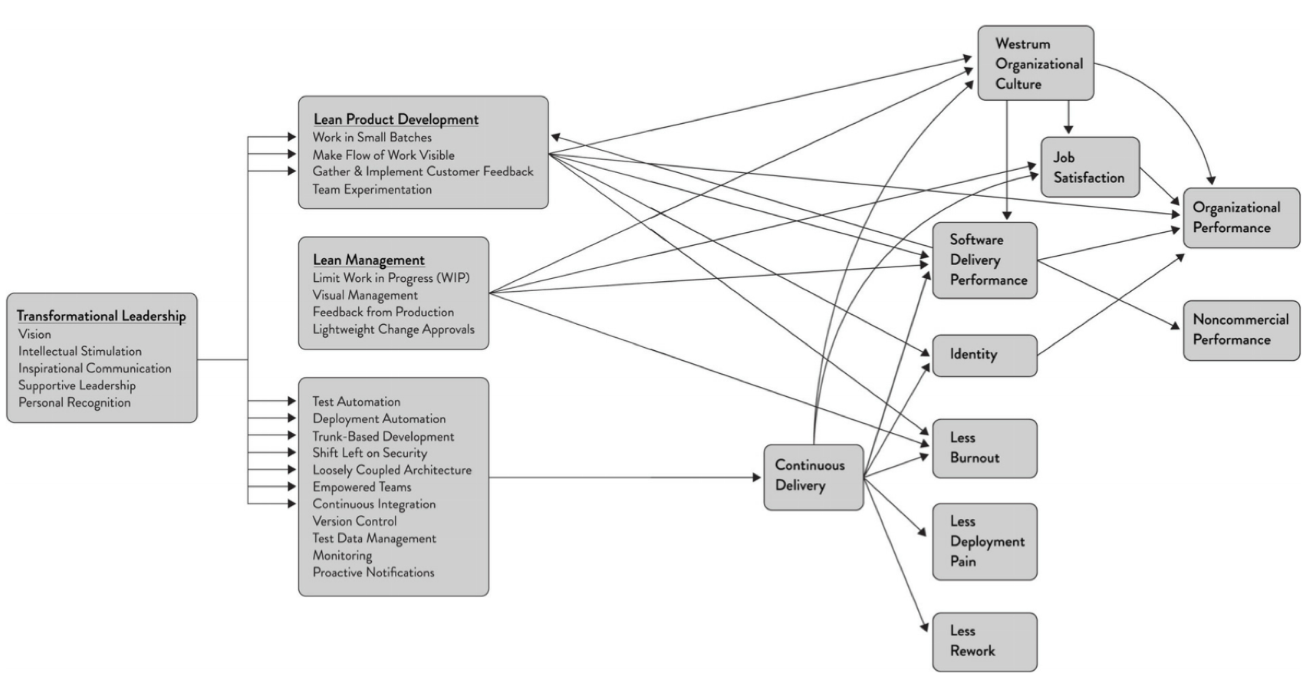 Transformational Leadership
Vision
Intellectual Stimulation
Inspirational Communication
Supportive Leadership
Personal Recognition
Lean Product Development
Work in Small Batches
Make Flow of Work Visible
Gather & Implement Customer Feedback
Team Experimentation
Lean Management
Limit Work in Progress (WIP)
Visual Management
Feedback from Production
Lightweight Change Approvals
Test Automation
Deployment Automation
Trunk-Based Development
Shift Left on Security
Loosely Coupled Architecture
Empowered Teams
Continuous Integration
Version Control
Test Data Management
Monitoring
Proactive Notifications
Continuous
Delivery
Westrum
Organizational
Culture
Job
Satisfaction
Software
Delivery
Performance
Identity
Less
Burnout
Less
Deployment
Pain
Less
Rework
Organizational
Performance
Noncommercial
Performance